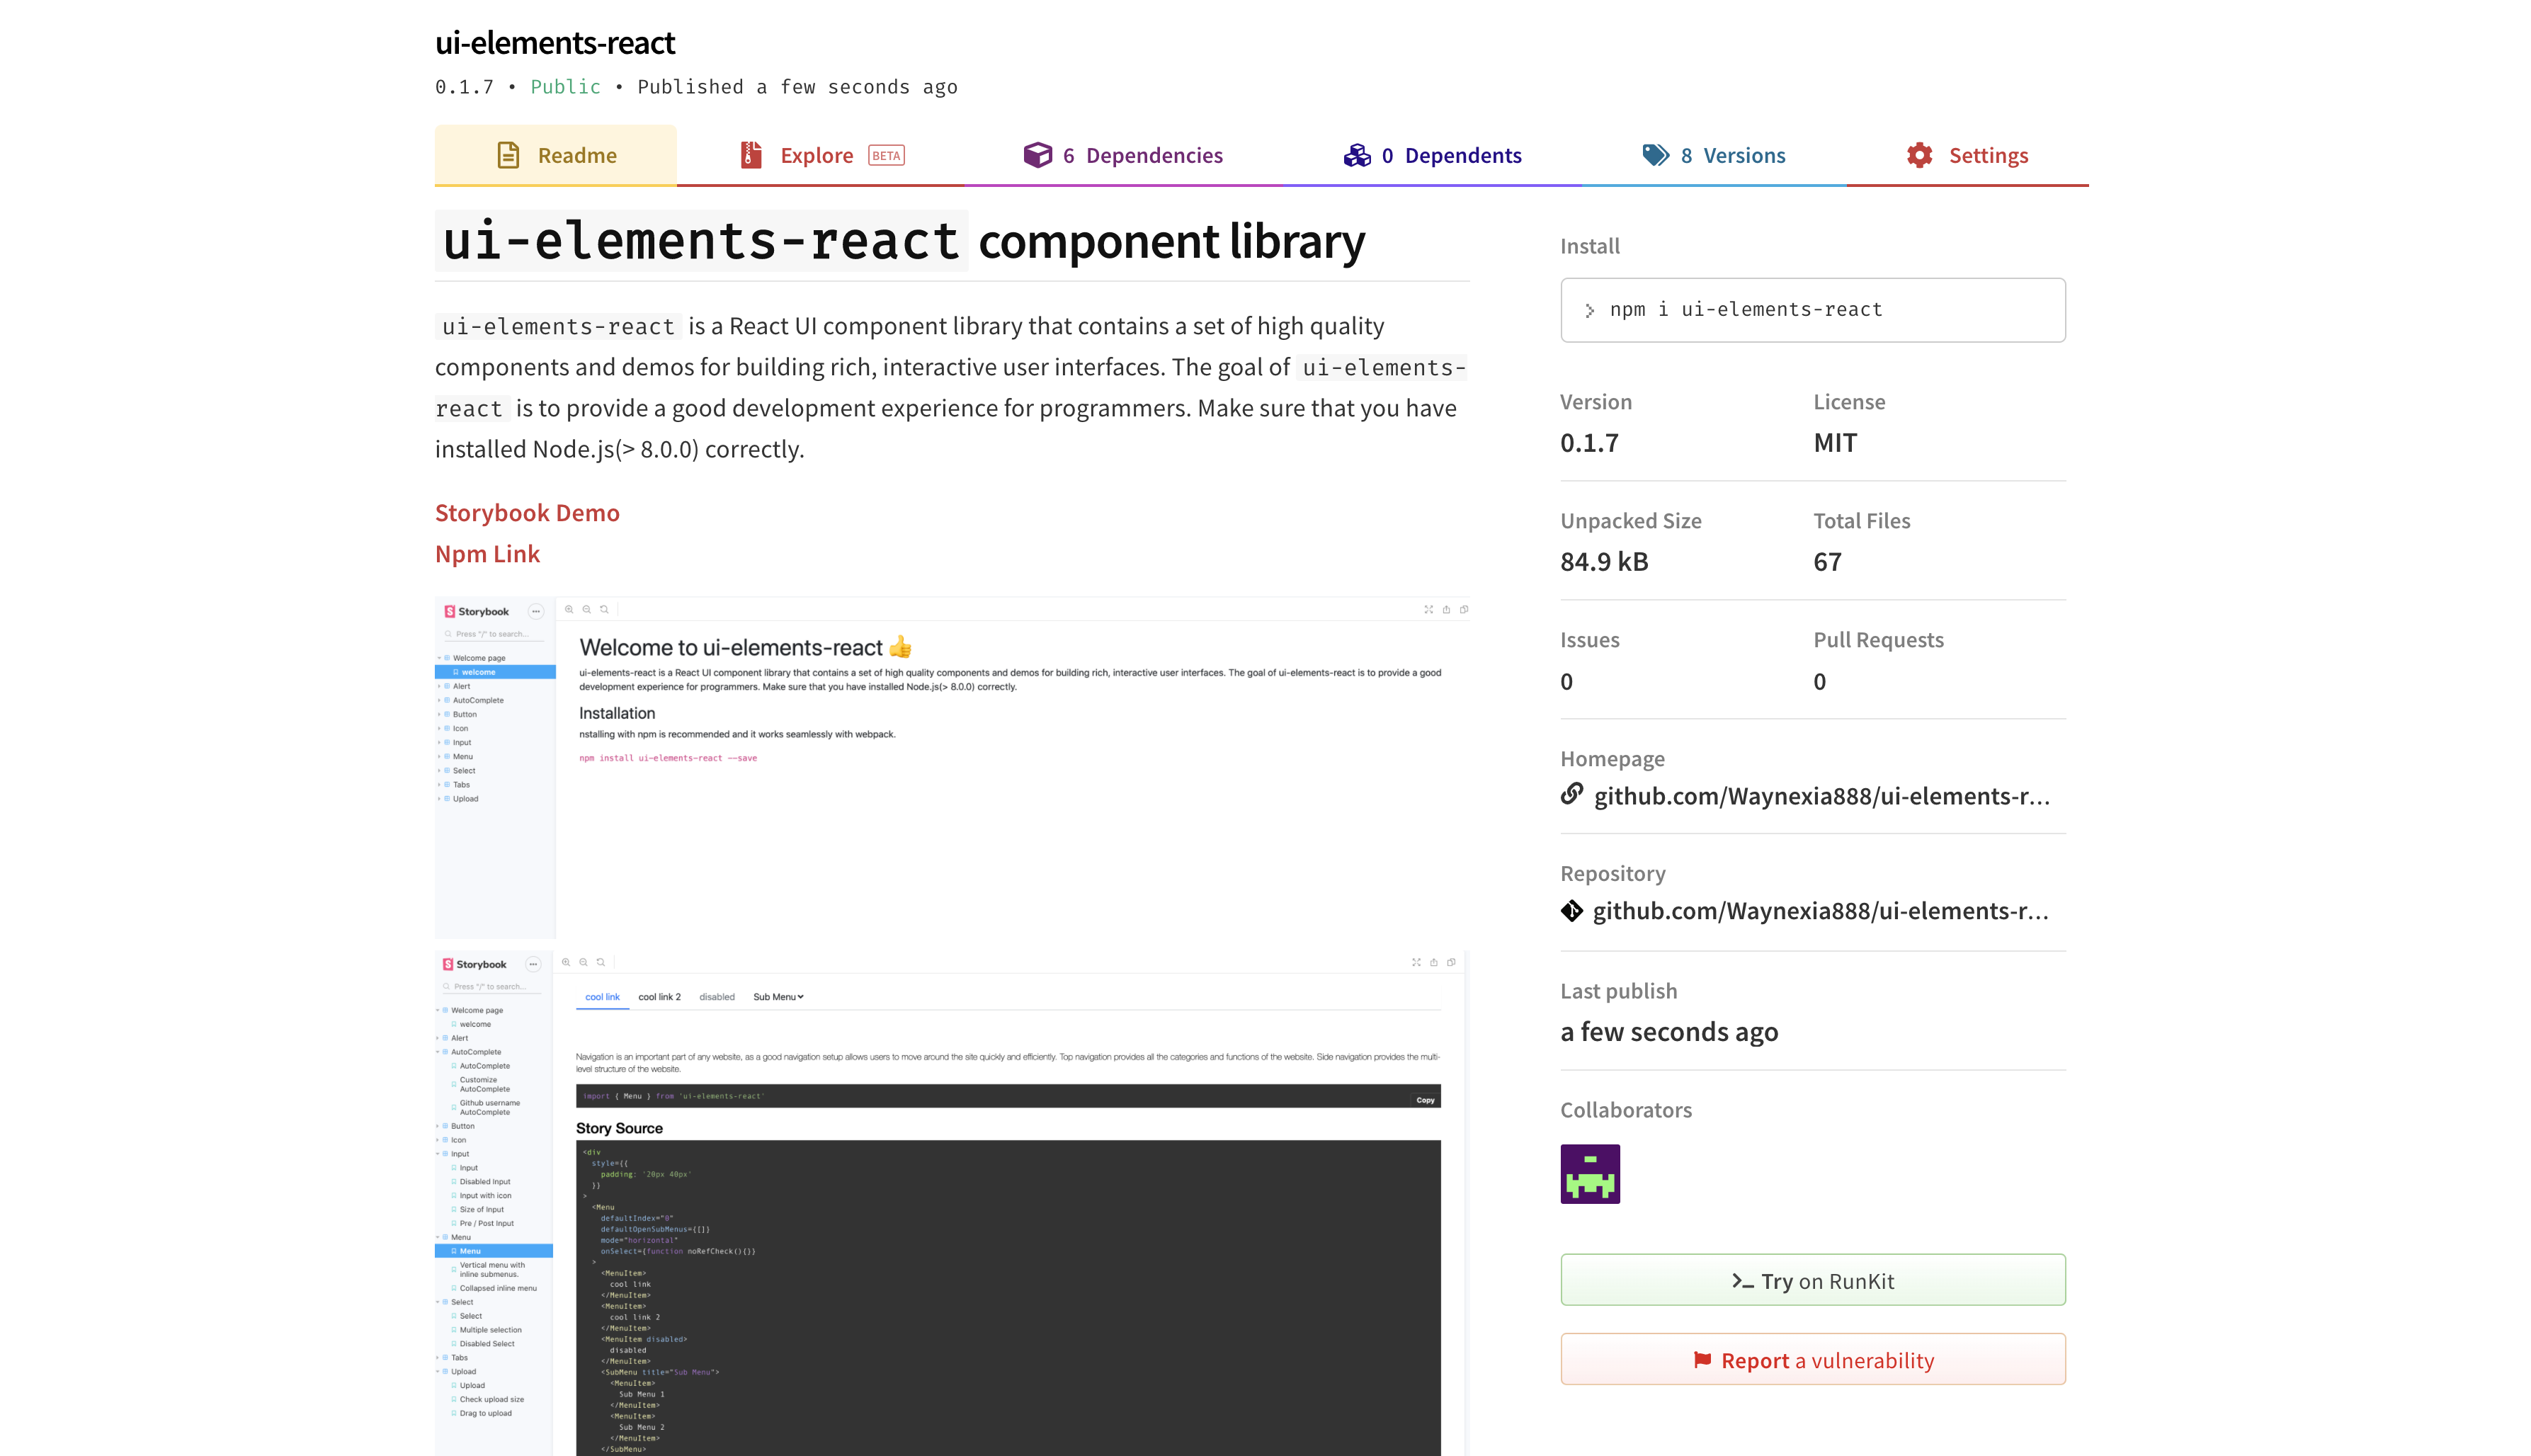 ui-elements-react
0.1.7 • Public • Published a few seconds ago
Readme
Explore BETA
6 Dependencies
0 Dependents
8 Versions
Settings
ui-elements-react component library
ui-elements-react is a React UI component library that contains a set of high quality
components and demos for building rich, interactive user interfaces. The goal of ui-elements-
react is to provide a good development experience for programmers. Make sure that you have
installed Node.js(> 8.0.0) correctly.
Storybook Demo
Npm Link
Storybook
Press "/" to search...
Welcome page
welcome
Alert
AutoComplete
Button
Icon
Input
Menu
Select
Tabs
Upload
Welcome to ui-elements-react 👍
ui-elements-react is a React UI component library that contains a set of high quality components and demos for building rich, interactive user interfaces. The goal of ui-elements-react is to provide a good
development experience for programmers. Make sure that you have installed Node.js(> 8.0.0) correctly.
Installation
nstalling with npm is recommended and it works seamlessly with webpack.
npm install ui-elements-react --save
Storybook
Press "/" to search...
Welcome page
welcome
Alert
AutoComplete
AutoComplete
Customize
AutoComplete
Github username
AutoComplete
Button
Icon
Input
Input
Disabled Input
Input with icon
Size of Input
Pre / Post Input
Menu
Menu
Vertical menu with
inline submenus.
Collapsed inline menu
Select
Select
Multiple selection
Disabled Select
Tabs
Upload
Upload
Check upload size
Drag to upload
cool link
cool link 2
disabled
Sub Menu
Navigation is an important part of any website, as a good navigation setup allows users to move around the site quickly and efficiently. Top navigation provides all the categories and functions of the website. Side navigation provides the multi-
level structure of the website.
import { Menu } from 'ui-elements-react'
Copy
Story Source
<div
style={{
padding: '20px 40px'
}}
>
<Menu
defaultIndex="0"
defaultOpenSubMenus={[]}
mode="horizontal"
onSelect={function noRefCheck(){}}
>
<MenuItem>
cool link
</MenuItem>
<MenuItem>
cool link 2
</MenuItem>
<MenuItem disabled>
disabled
</MenuItem>
<SubMenu title="Sub Menu">
<MenuItem>
Sub Menu 1
</MenuItem>
<MenuItem>
Sub Menu 2
</MenuItem>
</SubMenu>
Install
npm i ui-elements-react
Version
0.1.7
License
MIT
Unpacked Size
84.9 kB
Total Files
67
Issues
0
Pull Requests
0
Homepage
github.com/Waynexia888/ui-elements-r...
Repository
github.com/Waynexia888/ui-elements-r...
Last publish
a few seconds ago
Collaborators
Try on RunKit
Report a vulnerability